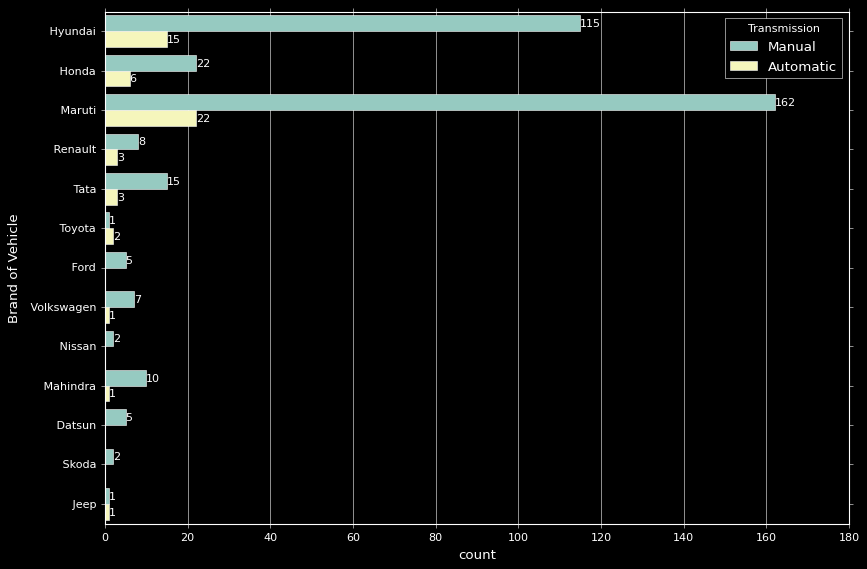 Transmission
Manual
Automatic
Brand of Vehicle
Hyundai
115
15
Honda
22
6
Maruti
162
22
Renault
8
3
Tata
15
3
Toyota
1
2
Ford
5
Volkswagen
7
1
Nissan
2
Mahindra
10
1
Datsun
5
Skoda
2
Jeep
1
1
0 20 40 60 80 100 120 140 160 180
count